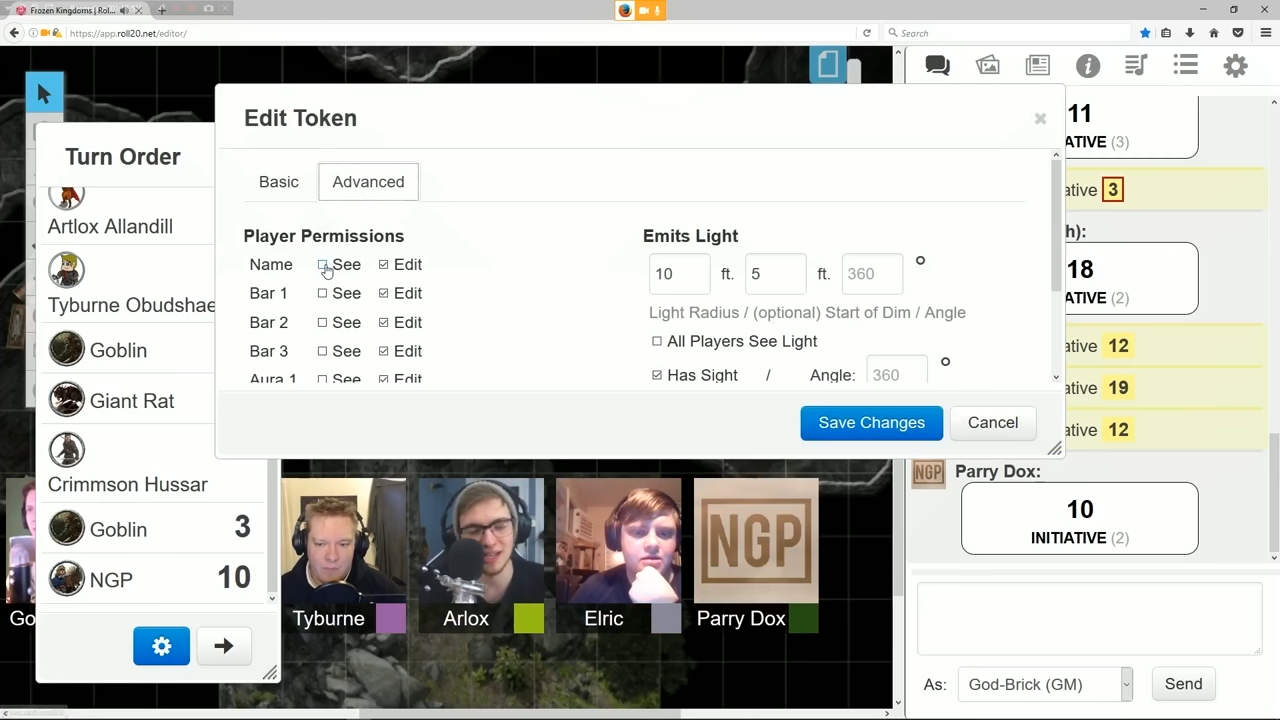 Frozen Kingdoms | Rol...
https://app.roll20.net/editor/
Search
Edit Token
Basic
Advanced
Player Permissions
Name See Edit
Bar 1 See Edit
Bar 2 See Edit
Bar 3 See Edit
Aura 1 See Edit
Emits Light
10 ft. 5 ft. 360
Light Radius / (optional) Start of Dim / Angle
All Players See Light
Has Sight / Angle: 360
Save Changes
Cancel
Turn Order
Artlox Allandill
Tyburne Obudshae
Goblin
Giant Rat
Crimmson Hussar
Goblin 3
NGP 10
Go
Tyburne
Arlox
Elric
NGP
Parry Dox
11
ATIVE (3)
ative 3
h):
18
ATIVE (2)
ative 12
ative 19
ative 12
NGP
Parry Dox:
10
INITIATIVE (2)
As: God-Brick (GM)
Send